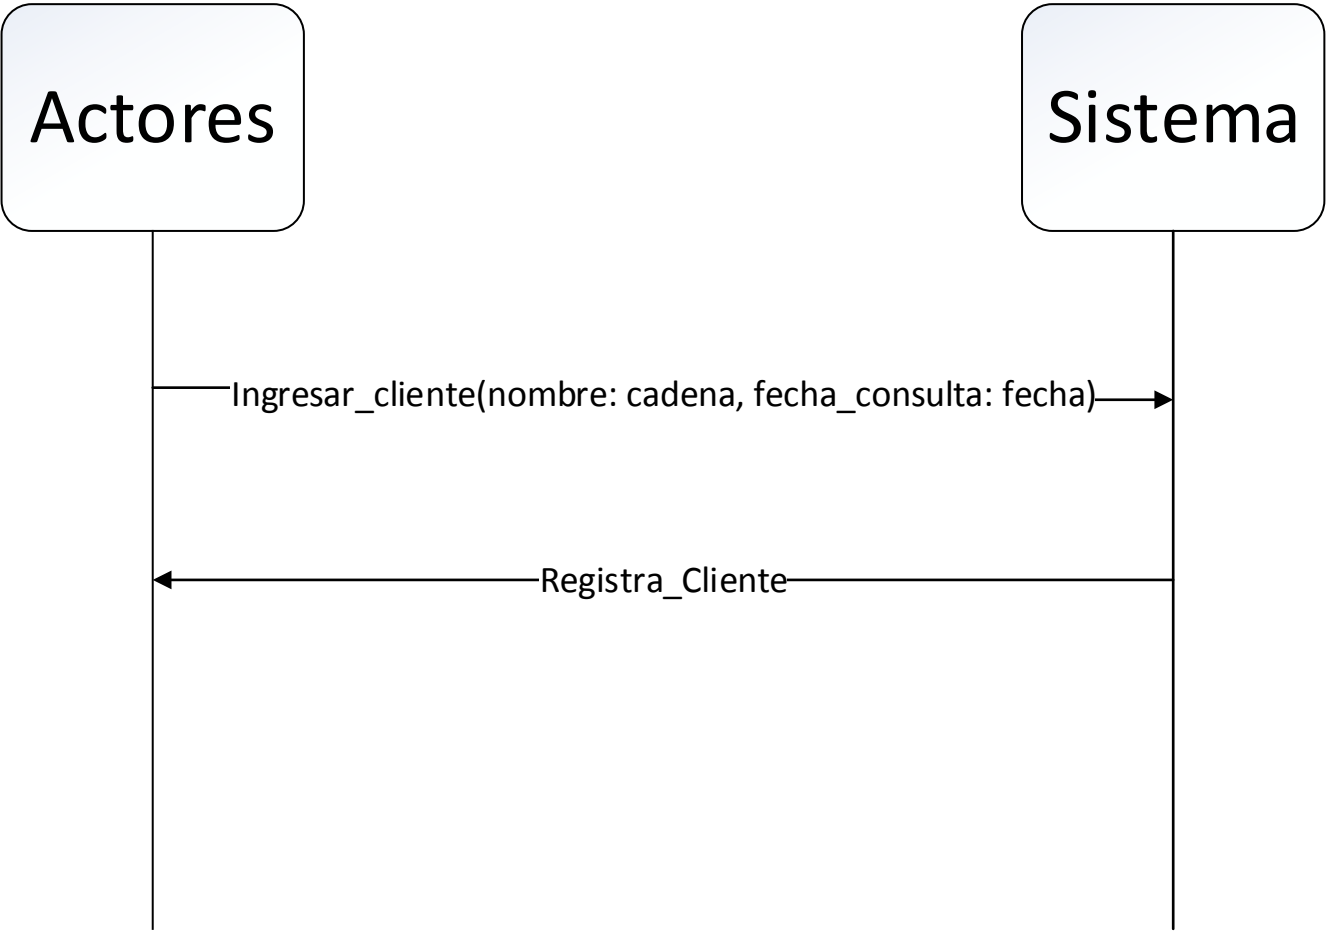 Actores
Sistema
Ingresar_cliente(nombre: cadena, fecha_consulta: fecha)
Registra_Cliente